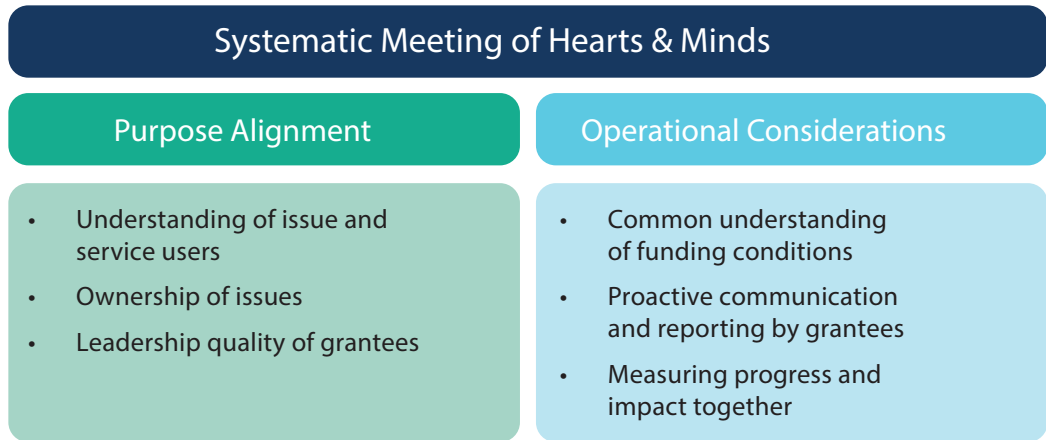 Systematic Meeting of Hearts & Minds
Purpose Alignment
• Understanding of issue and
service users
• Ownership of issues
• Leadership quality of grantees
Operational Considerations
• Common understanding
of funding conditions
• Proactive communication
and reporting by grantees
• Measuring progress and
impact together